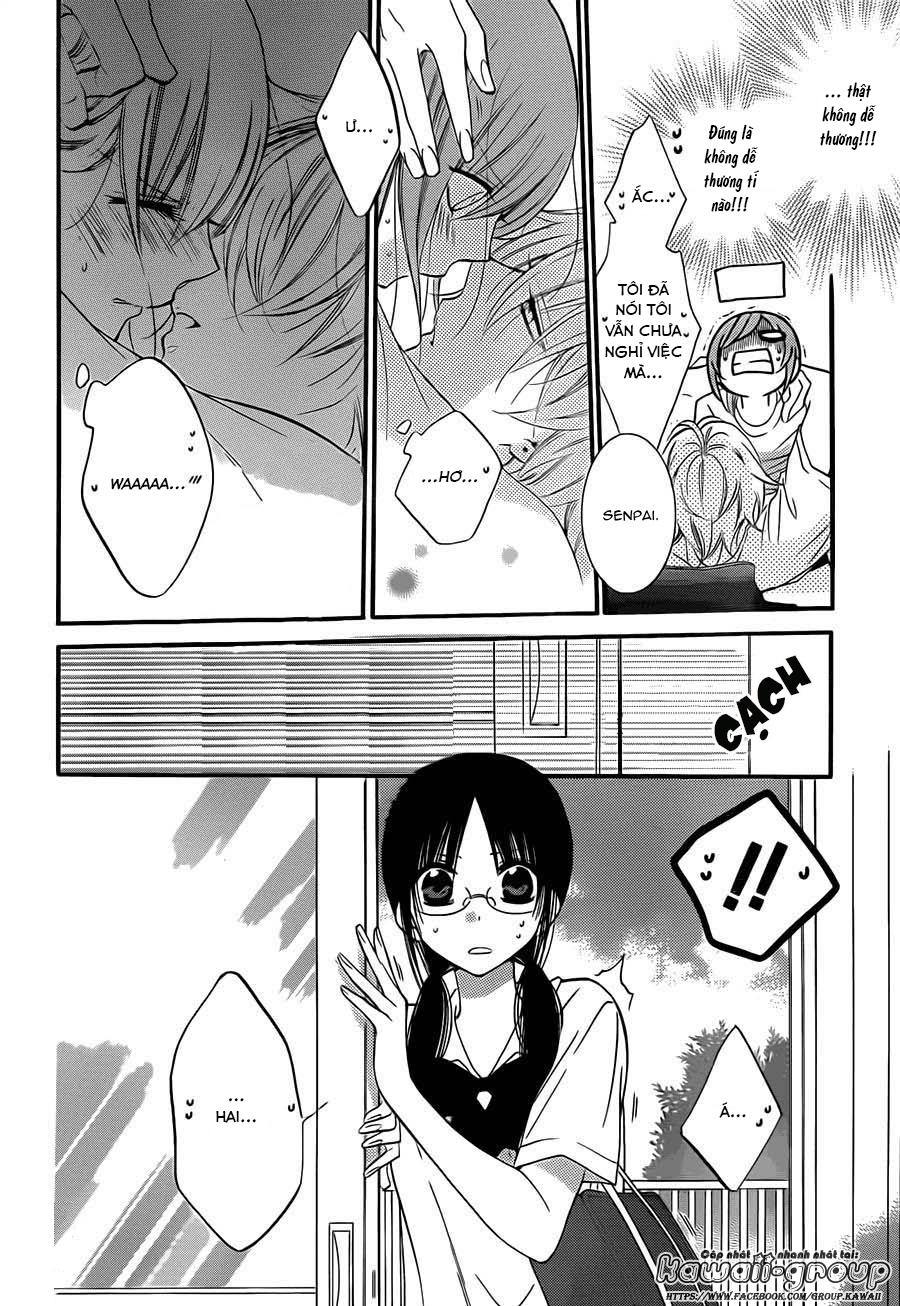 ... thật
không dễ
thương!!!
Đúng là
không dễ
thương tí
nào!!!
ẮC...
TÔI ĐÃ
NÓI TÔI
VẪN CHƯA
NGHỈ VIỆC
MÀ...
SENPAI.
Ư...
...HƠ...
WAAAAA...
CẠCH
!!
Á...
...
HAI...
Cập nhất nhanh nhất tại:
Kawaii-group
HTTPS://WWW.FACEBOOK.COM/GROUP.KAWAII